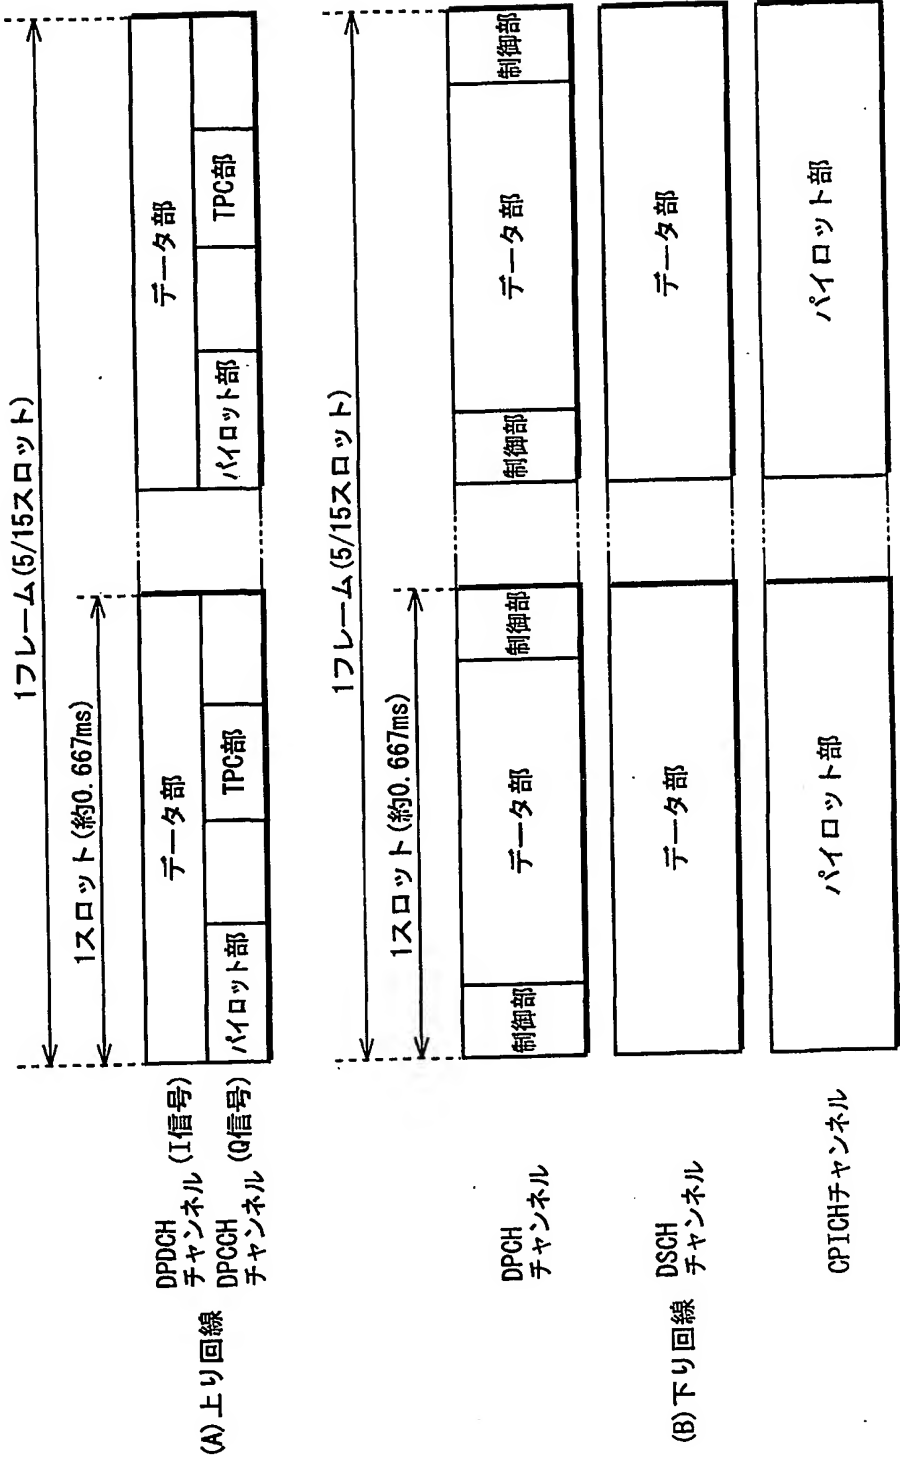 1フレーム(5/15スロット)
1スロット(約0.667ms)
(A)上り回線
DPDCH
チャンネル(I信号)
データ部
データ部
DPCCH
チャンネル(Q信号)
パイロット部
TPC部
パイロット部
TPC部
1フレーム(5/15スロット)
1スロット(約0.667ms)
(B)下り回線
DPCH
チャンネル
制御部
データ部
制御部
制御部
データ部
制御部
DSCH
チャンネル
データ部
データ部
CPICHチャンネル
パイロット部
パイロット部